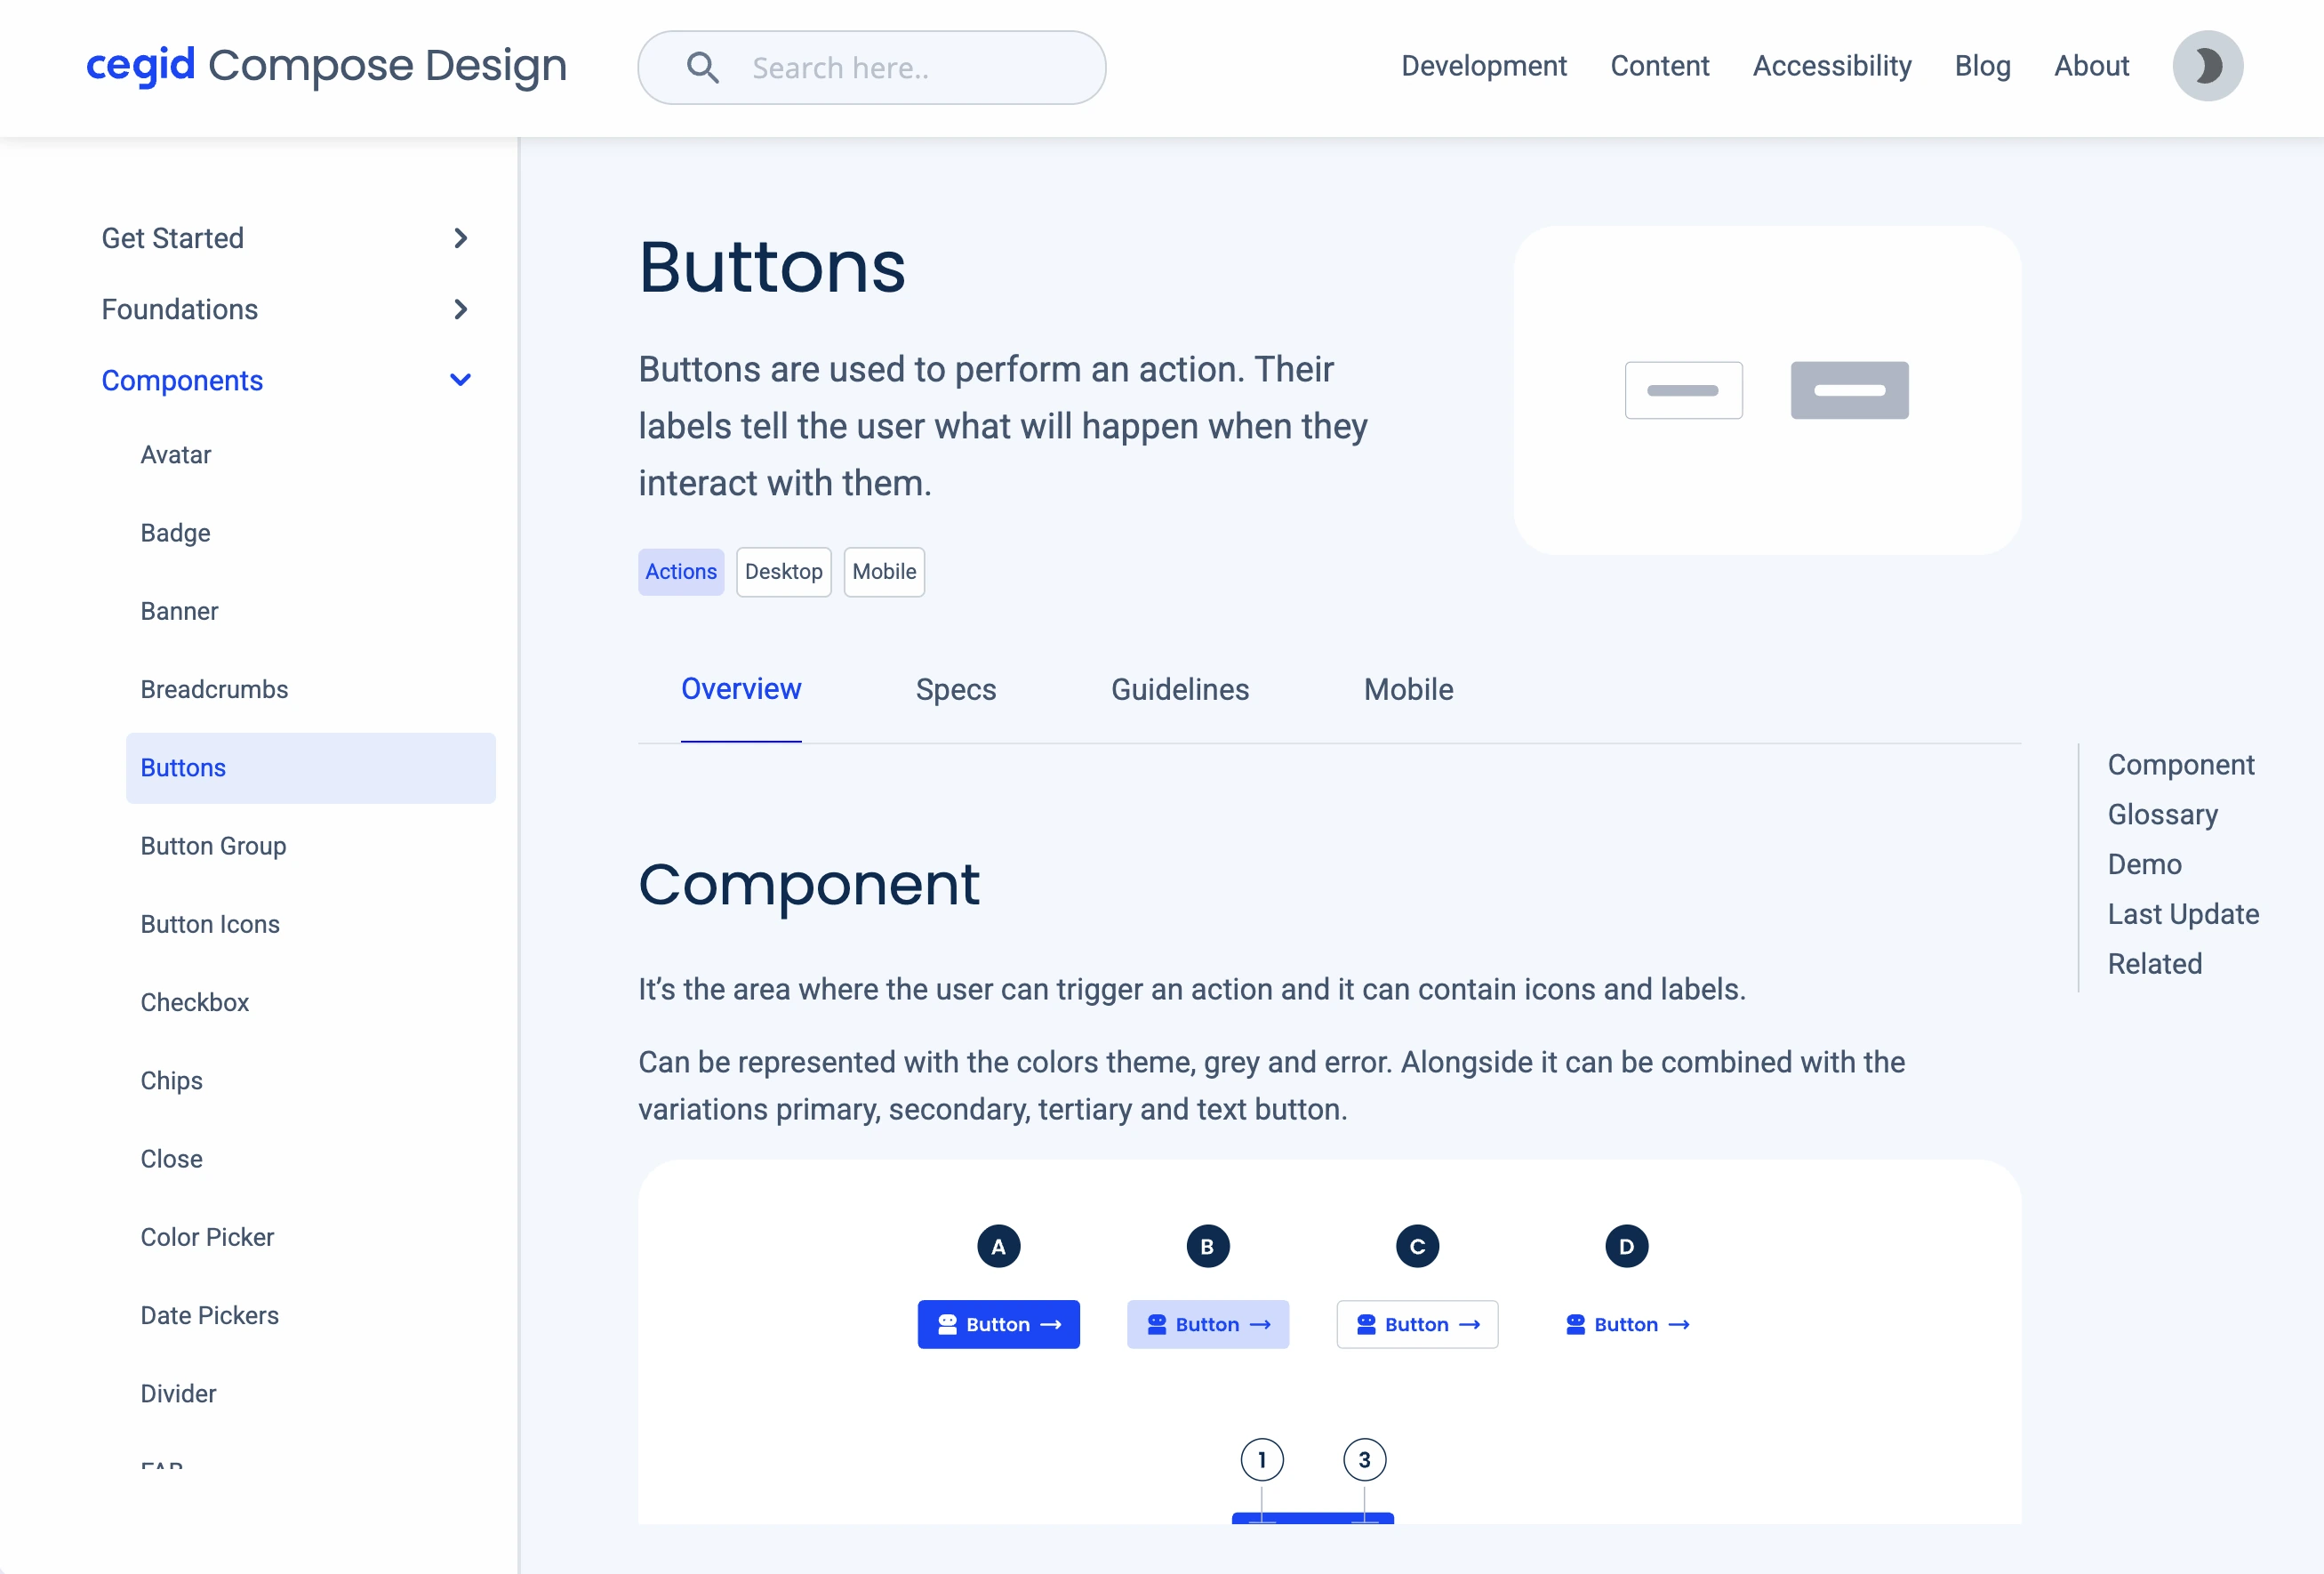 cegid Compose Design
Search here..
Development
Content
Accessibility
Blog
About
Get Started
Foundations
Components
Avatar
Badge
Banner
Breadcrumbs
Buttons
Button Group
Button Icons
Checkbox
Chips
Close
Color Picker
Date Pickers
Divider
Buttons
Buttons are used to perform an action. Their
labels tell the user what will happen when they
interact with them.
Actions
Desktop
Mobile
Overview
Specs
Guidelines
Mobile
Component
It’s the area where the user can trigger an action and it can contain icons and labels.
Can be represented with the colors theme, grey and error. Alongside it can be combined with the
variations primary, secondary, tertiary and text button.
A
B
C
D
Button
Button
Button
Button
1
3
Component
Glossary
Demo
Last Update
Related